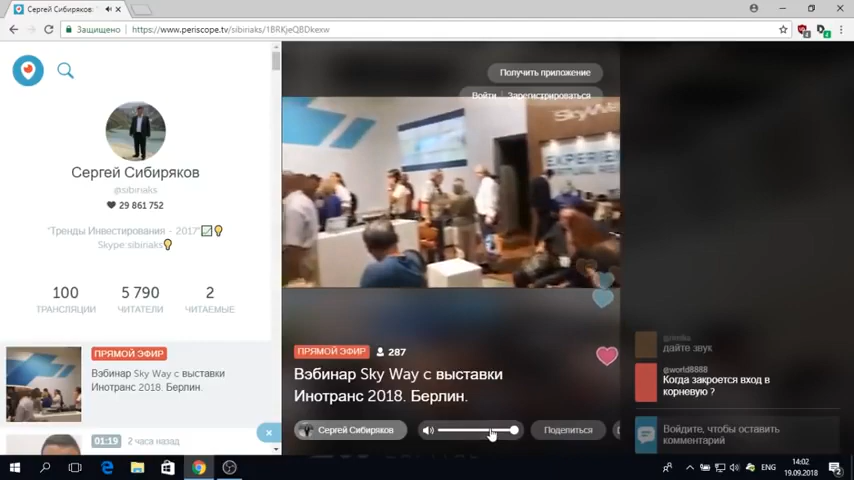 Сергей Сибиряков:
Защищено
https://www.periscope.tv/sibiriaks/1BRKjeQBDkexw
Сергей Сибиряков
@sibiriaks
29 861 752
"Тренды Инвестирования - 2017"
Skype:sibiriaks
100
ТРАНСЛЯЦИИ
5 790
ЧИТАТЕЛИ
2
ЧИТАЕМЫЕ
ПРЯМОЙ ЭФИР
Вэбинар Sky Way с выставки
Инотранс 2018. Берлин.
01:19
2 часа назад
Получить приложение
Войти
Зарегистрироваться
SkyWay
ПРЯМОЙ ЭФИР
287
Вэбинар Sky Way с выставки
Инотранс 2018. Берлин.
Сергей Сибиряков
Поделиться
дайте звук
@world8888
Когда закроется вход в
корневую ?
Войдите, чтобы оставить
комментарий
ENG
14:02
19.09.2018
2